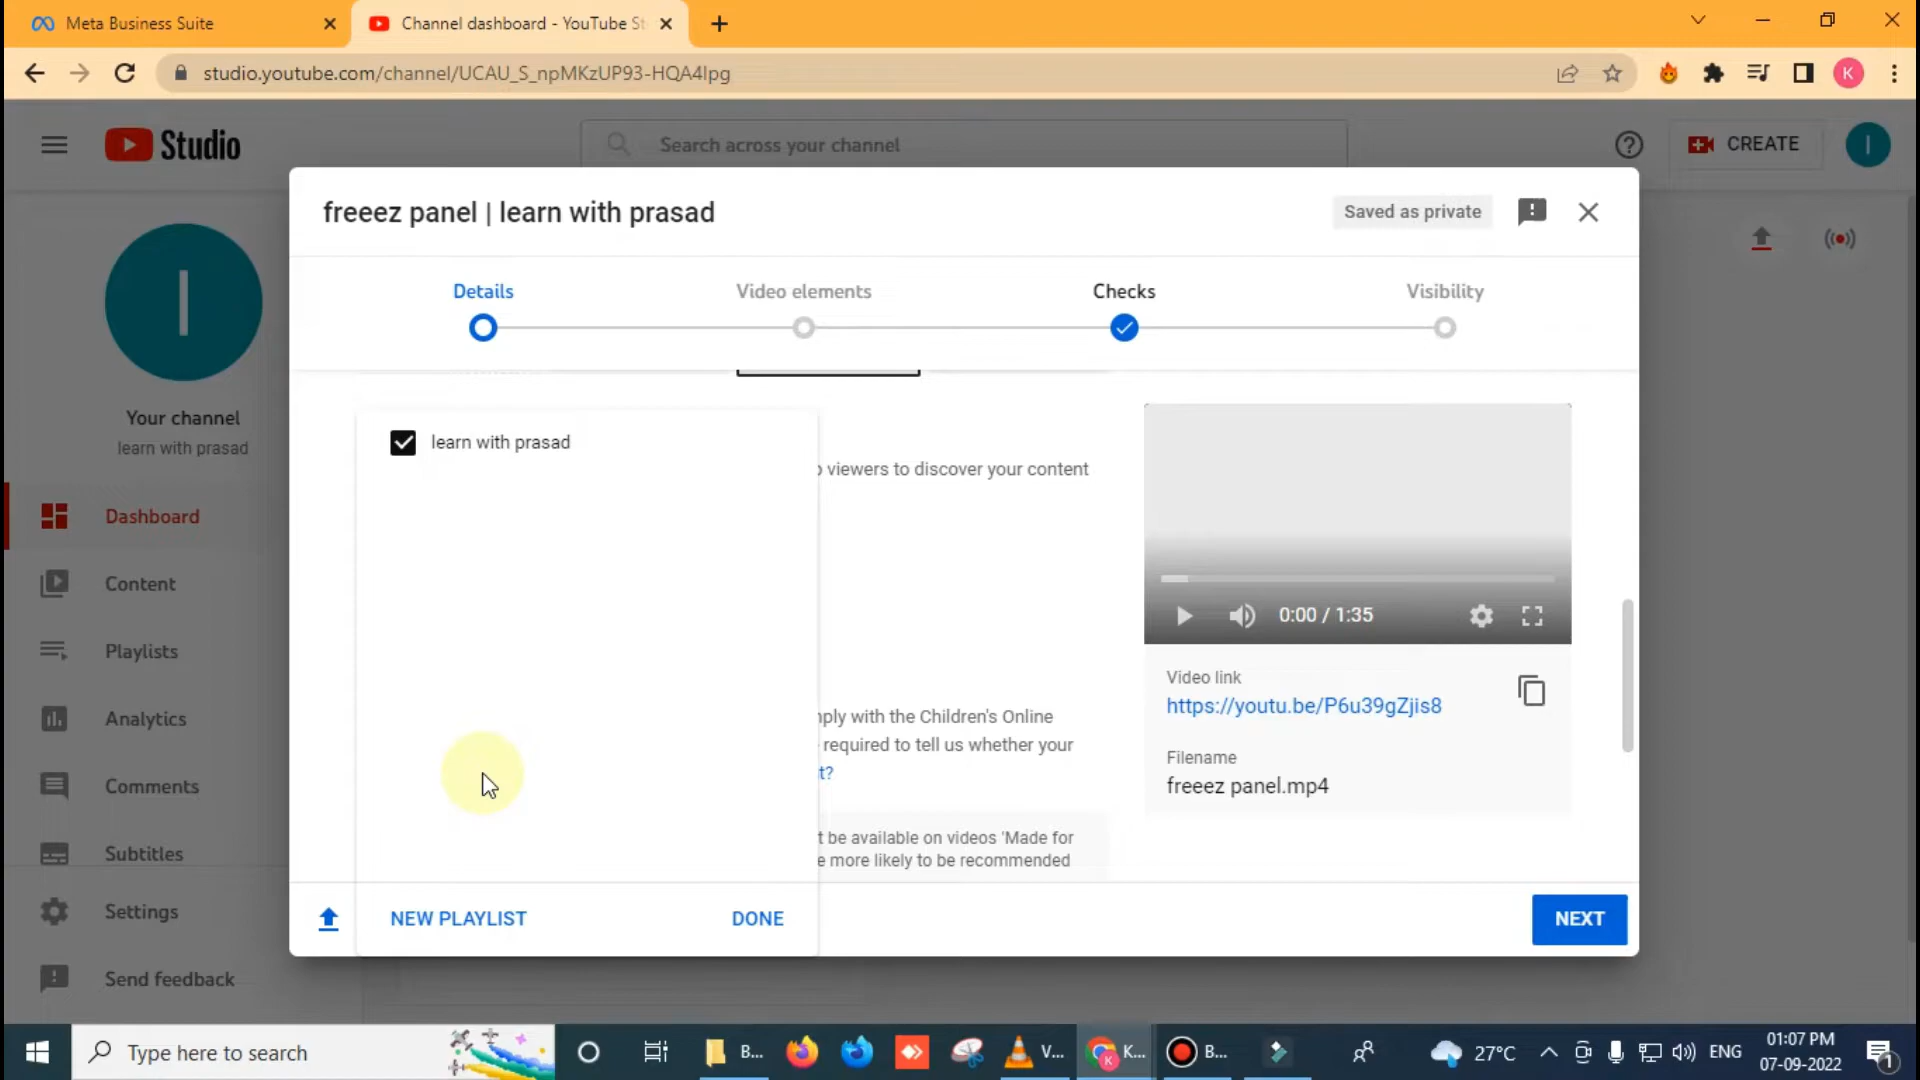 Meta Business Suite
Channel dashboard - YouTube St
studio.youtube.com/channel/UCAU_S_npMKzUP93-HQA4lpg
K
Studio
Search across your channel
CREATE
I
freeez panel | learn with prasad
Saved as private
Details
Video elements
Checks
Visibility
I
Your channel
learn with prasad
Dashboard
Content
Playlists
Analytics
Comments
Subtitles
Settings
Send feedback
learn with prasad
viewers to discover your content
mply with the Children's Online
required to tell us whether your
t?
t be available on videos 'Made for
e more likely to be recommended
NEW PLAYLIST
DONE
0:00 / 1:35
Video link
https://youtu.be/P6u39gZjis8
Filename
freeez panel.mp4
NEXT
Type here to search
B...
V...
K...
B...
27°C
ENG
01:07 PM
07-09-2022
1